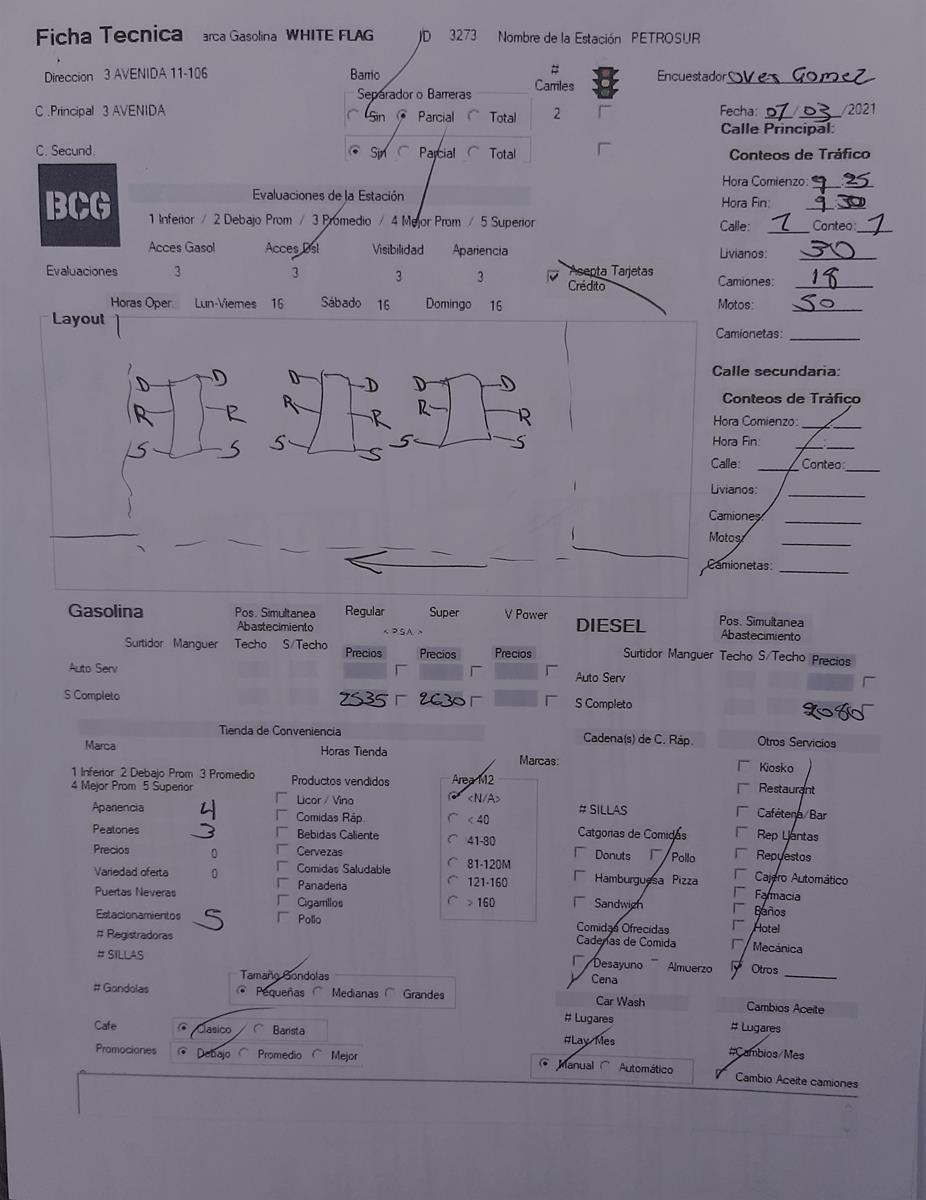 Ficha Tecnica arca Gasolina WHITE FLAG ID 3273 Nombre de la Estación PETROSUR
Direccion 3 AVENIDA 11-106 Barrio # Carriles Encuestador Gomez
Separador o Barreras
C .Principal 3 AVENIDA Sin Parcial Total 2 Fecha: 07/03/2021
Calle Principal:
C. Secund. Sin Parcial Total
Conteos de Tráfico
BCG
Evaluaciones de la Estación
1 Inferior / 2 Debajo Prom / 3 Promedio / 4 Mejor Prom / 5 Superior
Hora Comienzo: 9 25
Hora Fin: 9 30
Calle: 1 Conteo: 1
Acces Gasol Acces Dsl Visibilidad Apariencia
Livianos: 30
Evaluaciones 3 3 3 3 Asepta Tarjetas Crédito
Camiones: 18
Horas Oper. Lun-Viernes 16 Sábado 16 Domingo 16
Motos: 50
Layout
Camionetas:
D D D D D D
R R R R R R
S S S S S S
Calle secundaria:
Conteos de Tráfico
Hora Comienzo:
Hora Fin: :
Calle: Conteo:
Livianos:
Camiones:
Motos:
Camionetas:
Gasolina
Pos. Simultanea Abastecimiento Regular Super V Power
< P.S.A. >
Surtidor Manguer Techo S/Techo Precios Precios Precios
Auto Serv
S Completo 2535 2630
DIESEL
Pos. Simultanea Abastecimiento
Surtidor Manguer Techo S/Techo Precios
Auto Serv
S Completo 2080
Tienda de Conveniencia
Marca Horas Tienda Marcas:
1 Inferior 2 Debajo Prom 3 Promedio
4 Mejor Prom 5 Superior
Apariencia 4
Peatones 3
Precios 0
Variedad oferta 0
Puertas Neveras
Estacionamientos 5
# Registradoras
# SILLAS
# Gondolas
Productos vendidos
Licor / Vino
Comidas Ráp.
Bebidas Caliente
Cervezas
Comidas Saludable
Panaderia
Cigarrillos
Pollo
Area M2
<N/A>
< 40
41-80
81-120M
121-160
> 160
Tamaño Gondolas
Pequeñas Medianas Grandes
Cafe Clasico Barista
Promociones Debajo Promedio Mejor
Cadena(s) de C. Ráp.
# SILLAS
Catgorias de Comidas
Donuts Pollo
Hamburguesa Pizza
Sandwich
Comidas Ofrecidas
Cadenas de Comida
Desayuno Almuerzo
Cena
Car Wash
# Lugares
#Lav/Mes
Manual Automático
Otros Servicios
Kiosko
Restaurant
Caféteria/Bar
Rep Llantas
Repuestos
Cajero Automático
Farmacia
Baños
Hotel
Mecánica
Otros
Cambios Aceite
# Lugares
#Cambios/Mes
Cambio Aceite camiones